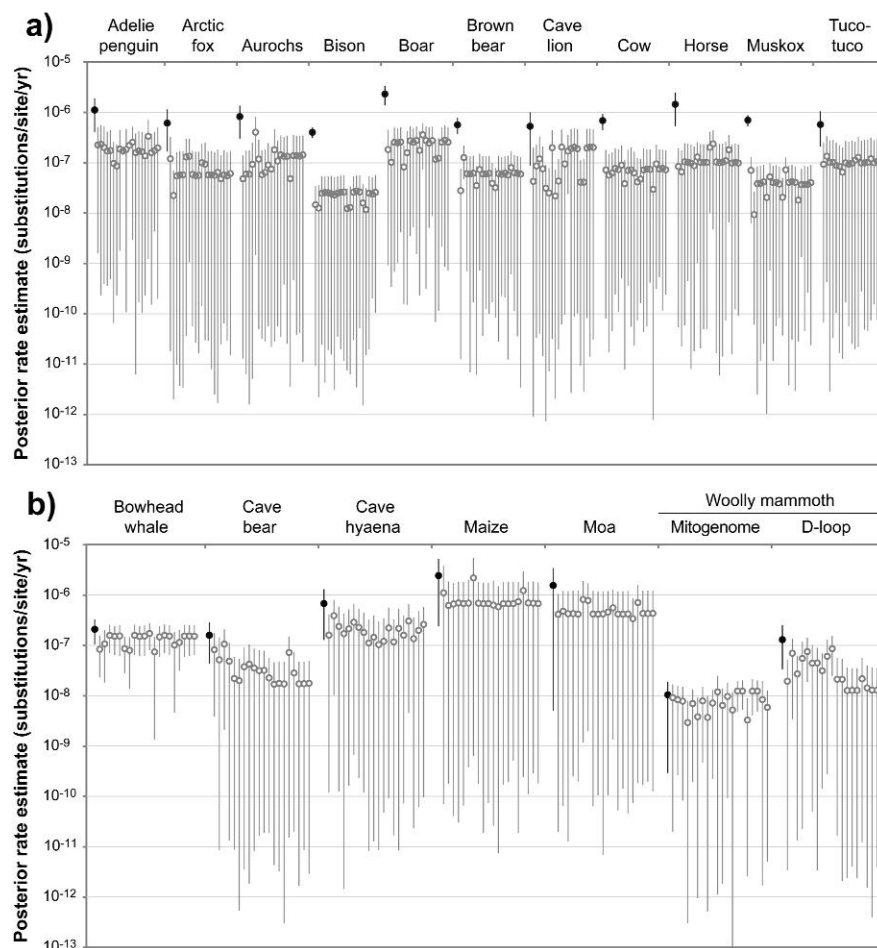 a)
Adelie penguin
Arctic fox
Aurochs
Bison
Boar
Brown bear
Cave lion
Cow
Horse
Muskox
Tuco-tuco
Posterior rate estimate (substitutions/site/yr)
10-5
10-6
10-7
10-8
10-9
10-10
10-11
10-12
10-13
b)
Bowhead whale
Cave bear
Cave hyaena
Maize
Moa
Woolly mammoth
Mitogenome
D-loop
Posterior rate estimate (substitutions/site/yr)
10-5
10-6
10-7
10-8
10-9
10-10
10-11
10-12
10-13